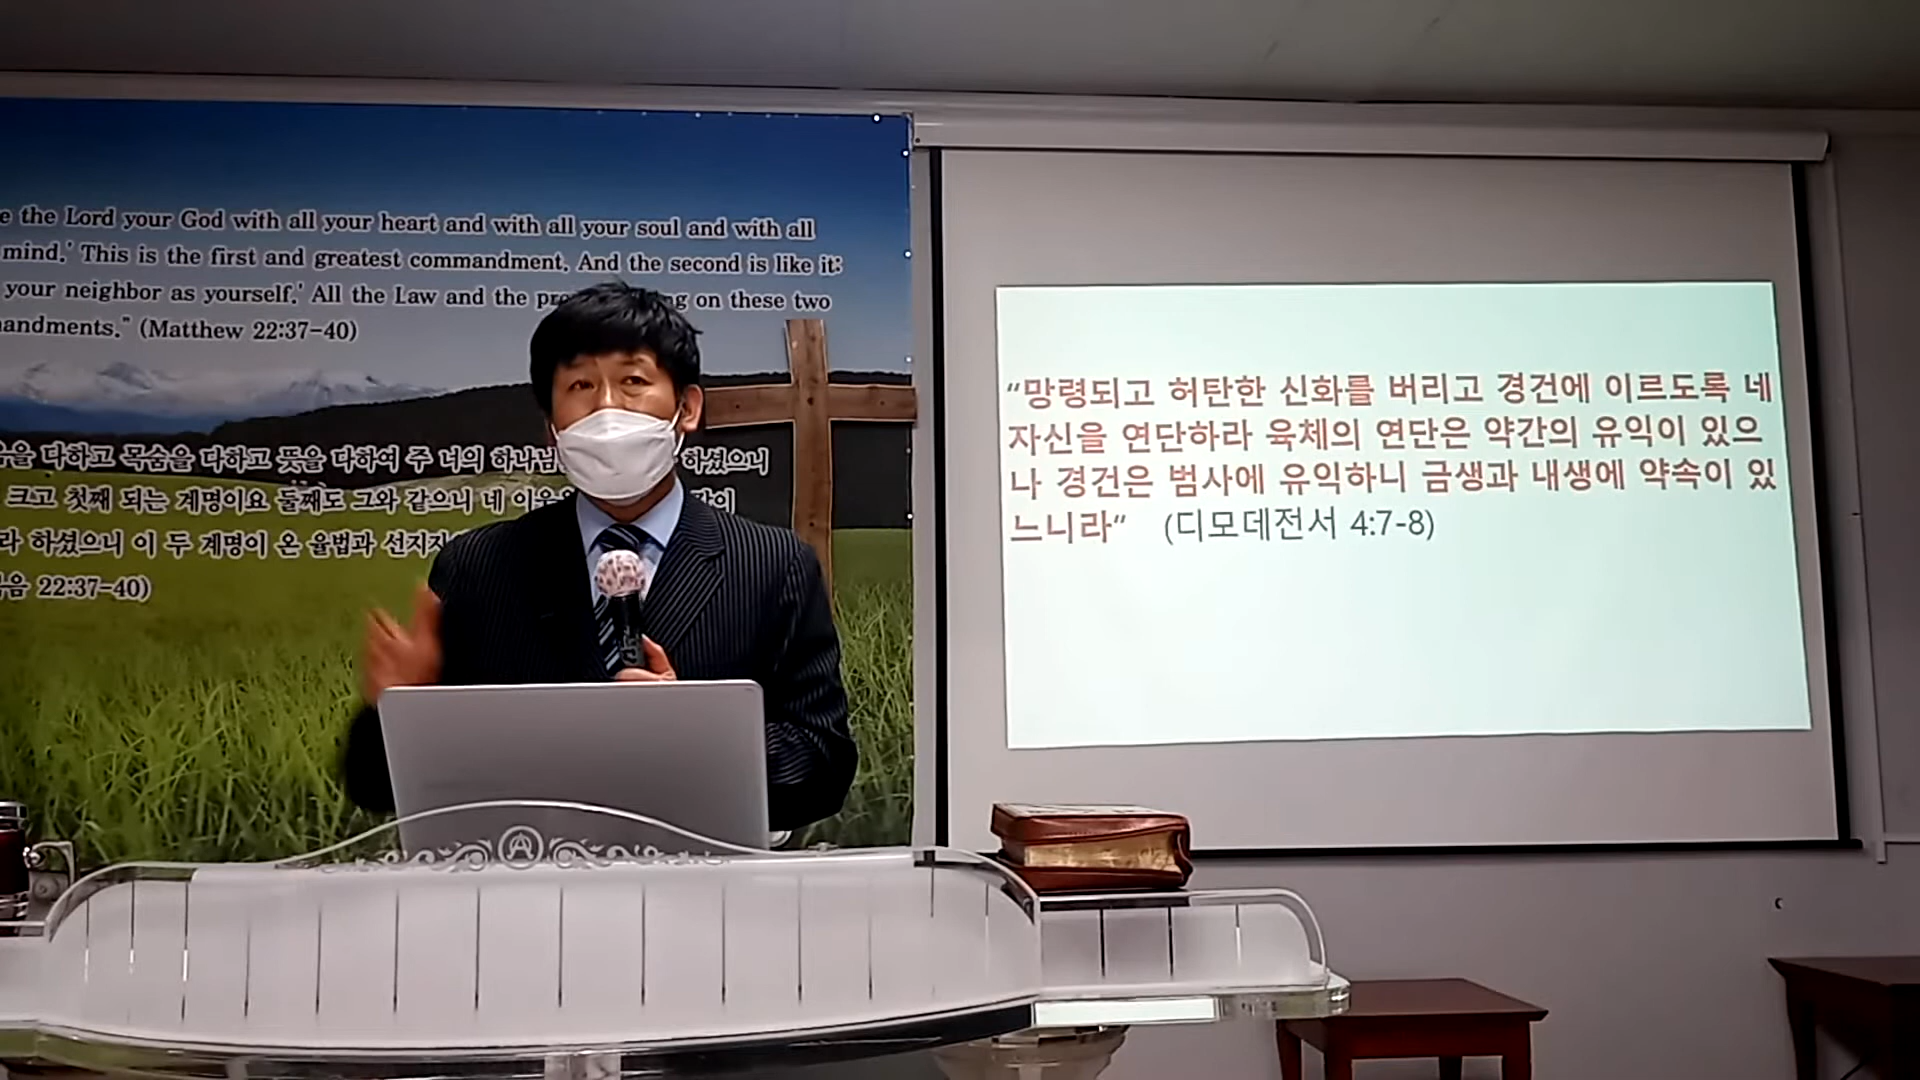 e the Lord your God with all your heart and with all your soul and with all
mind.' This is the first and greatest commandment. And the second is like it:
your neighbor as yourself.' All the Law and the on these two
(Matthew 22:37-40)
다하고 목숨을 다하고 뜻을 다하여 주 너의 하나님 하셨으니
크고 첫째 되는 계명이요 둘째도 그와 같으니 네
라 하셨으니 이 두 계명이 온 율법과
22:37-40)
“망령되고 허탄한 신화를 버리고 경건에 이르도록 네
자신을 연단하라 육체의 연단은 약간의 유익이 있으
나 경건은 범사에 유익하니 금생과 내생에 약속이 있
느니라” (디모데전서 4:7-8)